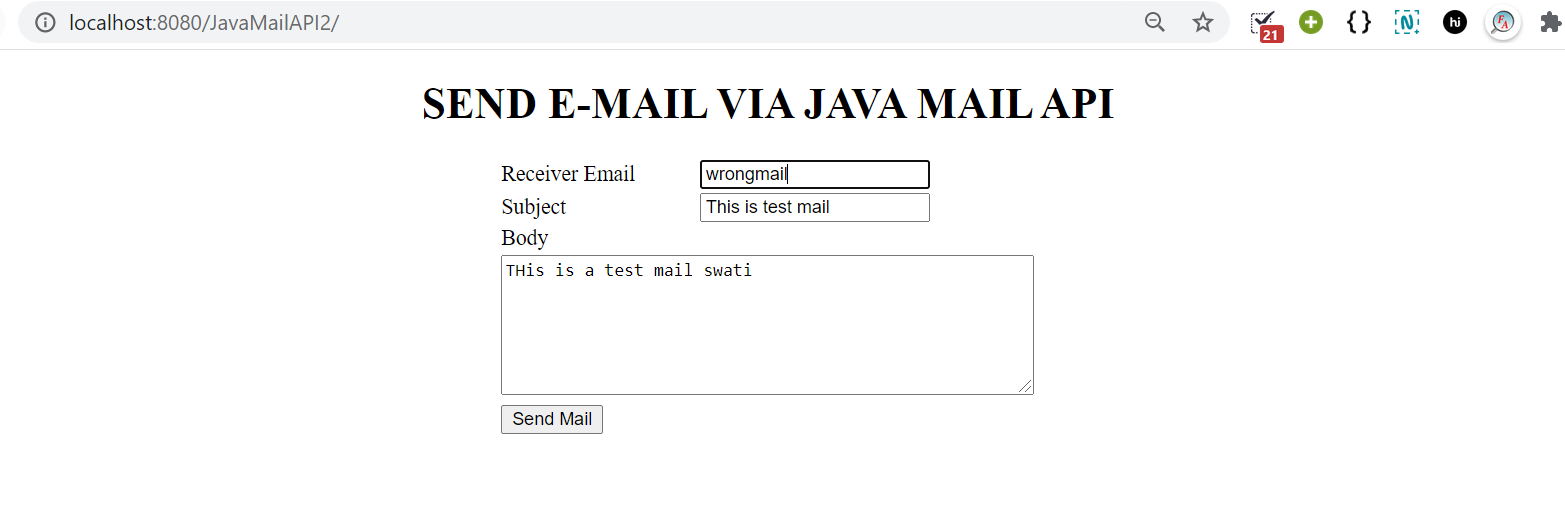 localhost:8080/JavaMailAPI2/
21
{}
N
hi
FA
SEND E-MAIL VIA JAVA MAIL API
Receiver Email wrongmail
Subject This is test mail
Body
THis is a test mail swati
Send Mail